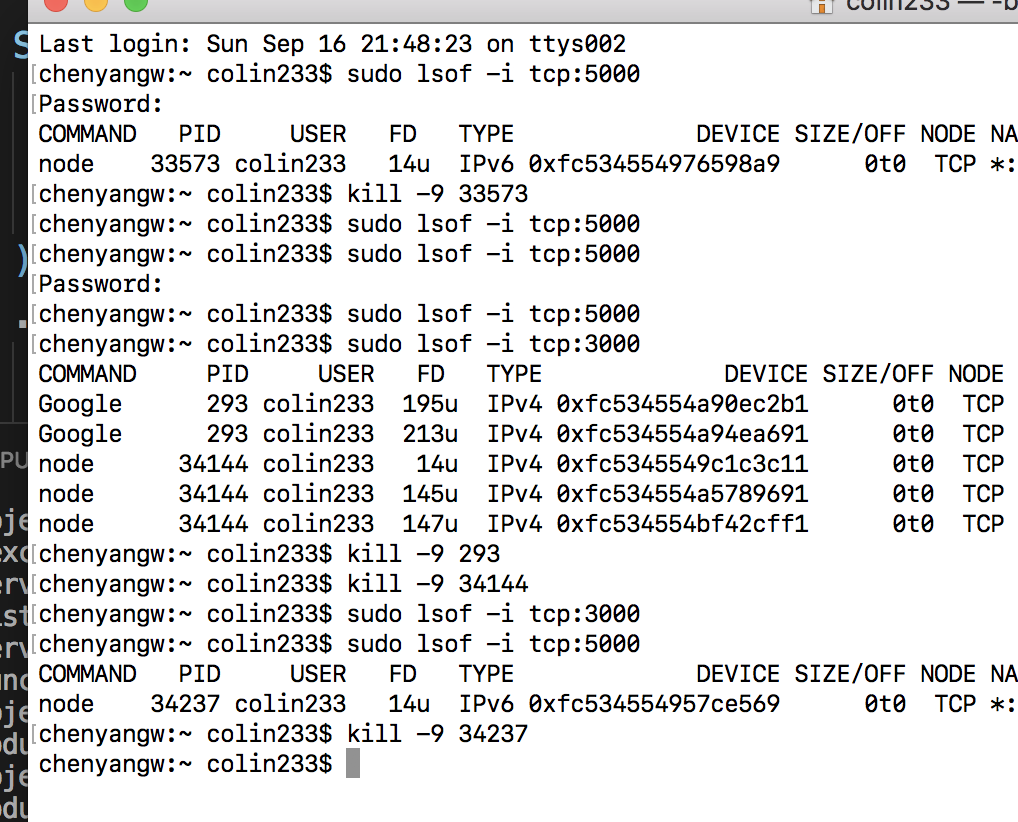 colin233 — -b
Last login: Sun Sep 16 21:48:23 on ttys002
[chenyangw:~ colin233$ sudo lsof -i tcp:5000
[Password:
COMMAND   PID     USER   FD   TYPE             DEVICE SIZE/OFF NODE NA
node    33573 colin233   14u  IPv6 0xfc534554976598a9      0t0  TCP *:
[chenyangw:~ colin233$ kill -9 33573
[chenyangw:~ colin233$ sudo lsof -i tcp:5000
[chenyangw:~ colin233$ sudo lsof -i tcp:5000
[Password:
[chenyangw:~ colin233$ sudo lsof -i tcp:5000
[chenyangw:~ colin233$ sudo lsof -i tcp:3000
COMMAND     PID     USER   FD   TYPE             DEVICE SIZE/OFF NODE
Google      293 colin233  195u  IPv4 0xfc534554a90ec2b1      0t0  TCP
Google      293 colin233  213u  IPv4 0xfc534554a94ea691      0t0  TCP
node      34144 colin233   14u  IPv4 0xfc5345549c1c3c11      0t0  TCP
node      34144 colin233  145u  IPv4 0xfc534554a5789691      0t0  TCP
node      34144 colin233  147u  IPv4 0xfc534554bf42cff1      0t0  TCP
[chenyangw:~ colin233$ kill -9 293
[chenyangw:~ colin233$ kill -9 34144
[chenyangw:~ colin233$ sudo lsof -i tcp:3000
[chenyangw:~ colin233$ sudo lsof -i tcp:5000
COMMAND   PID     USER   FD   TYPE             DEVICE SIZE/OFF NODE NA
node    34237 colin233   14u  IPv6 0xfc534554957ce569      0t0  TCP *:
[chenyangw:~ colin233$ kill -9 34237
chenyangw:~ colin233$